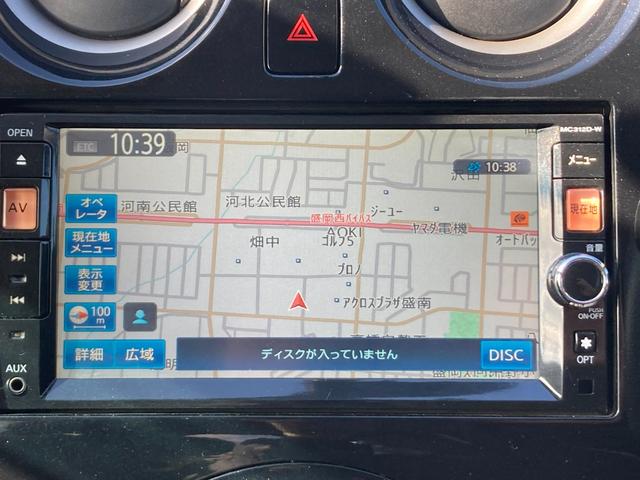 OPEN
MC312D-W
ETC 10:39
岡
沢田
10:38
メニュー
AV
オペ
レータ
河南公民館
河北公民館
ジーユー
盛岡西バイパス
AOKI
ヤマダ電機
現在地
現在地
メニュー
畑中
ゴルフ5
オートバッ
音量
表示
変更
プロノ
100
m
アクロスプラザ盛南
PUSH
ON-OFF
詳細
広域
明
ディスクが入っていません
DISC
AUX
OPT